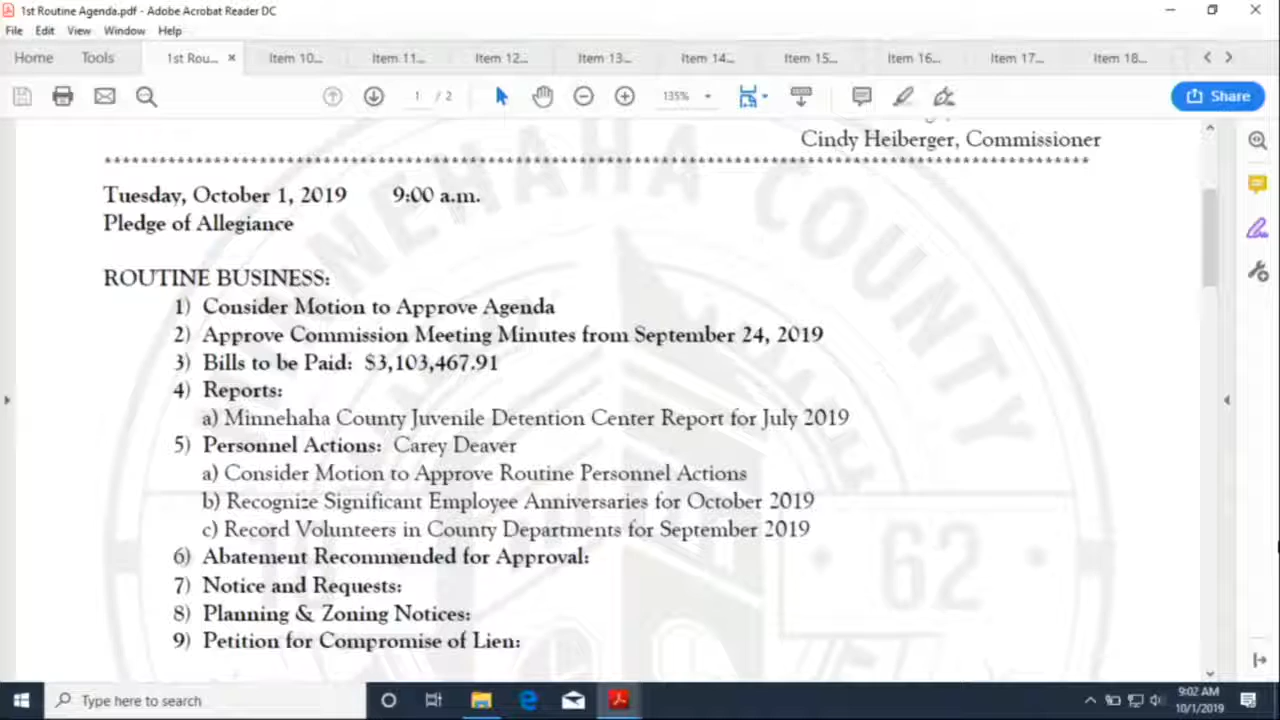 1st Routine Agenda.pdf - Adobe Acrobat Reader DC
File Edit View Window Help
Home Tools 1st Rou... × Item 10... Item 11... Item 12... Item 13... Item 14... Item 15... Item 16... Item 17... Item 18...
1 / 2 135% Share
Cindy Heiberger, Commissioner
Tuesday, October 1, 2019 9:00 a.m.
Pledge of Allegiance
ROUTINE BUSINESS:
1) Consider Motion to Approve Agenda
2) Approve Commission Meeting Minutes from September 24, 2019
3) Bills to be Paid: $3,103,467.91
4) Reports:
a) Minnehaha County Juvenile Detention Center Report for July 2019
5) Personnel Actions: Carey Deaver
a) Consider Motion to Approve Routine Personnel Actions
b) Recognize Significant Employee Anniversaries for October 2019
c) Record Volunteers in County Departments for September 2019
6) Abatement Recommended for Approval:
7) Notice and Requests:
8) Planning & Zoning Notices:
9) Petition for Compromise of Lien:
NNEHAHA COUNTY
62
Type here to search
9:02 AM
10/1/2019